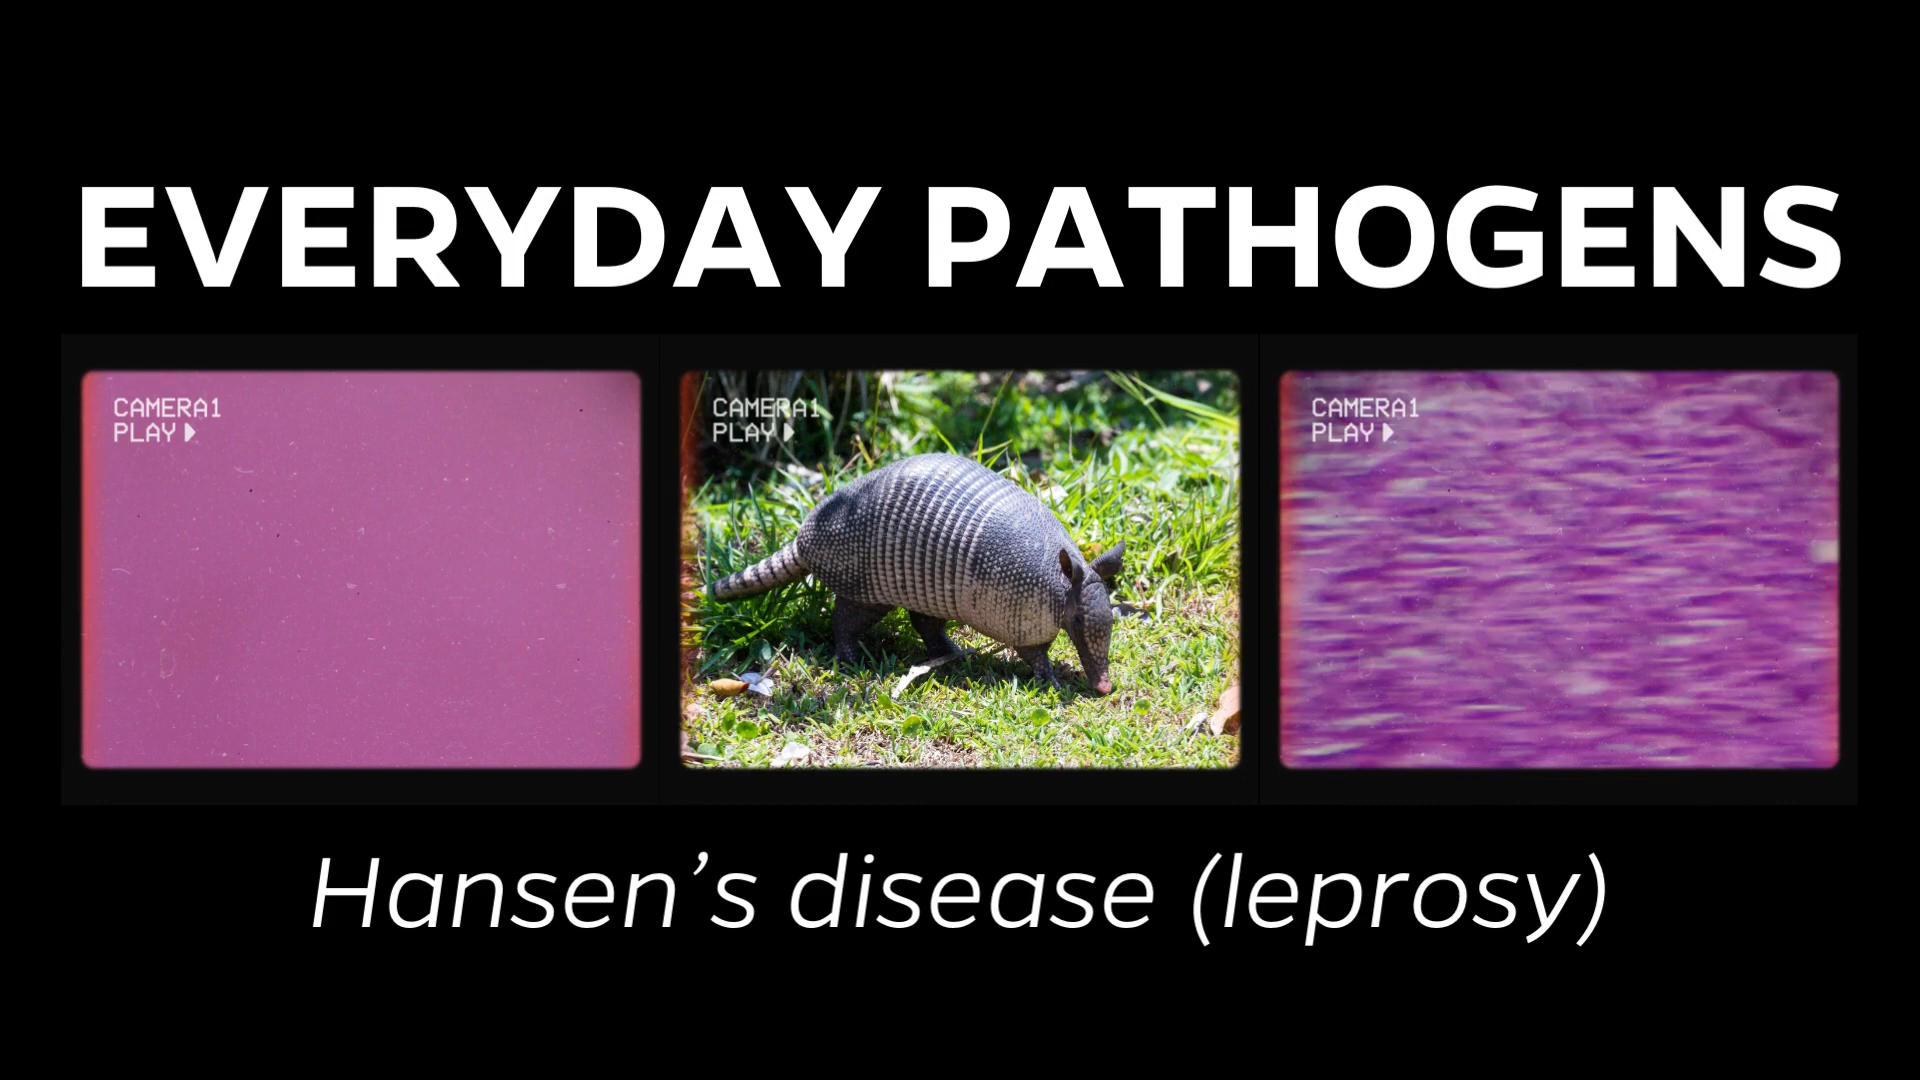 EVERYDAY PATHOGENS
CAMERA1
PLAY
CAMERA1
PLAY
CAMERA1
PLAY
Hansen’s disease (leprosy)